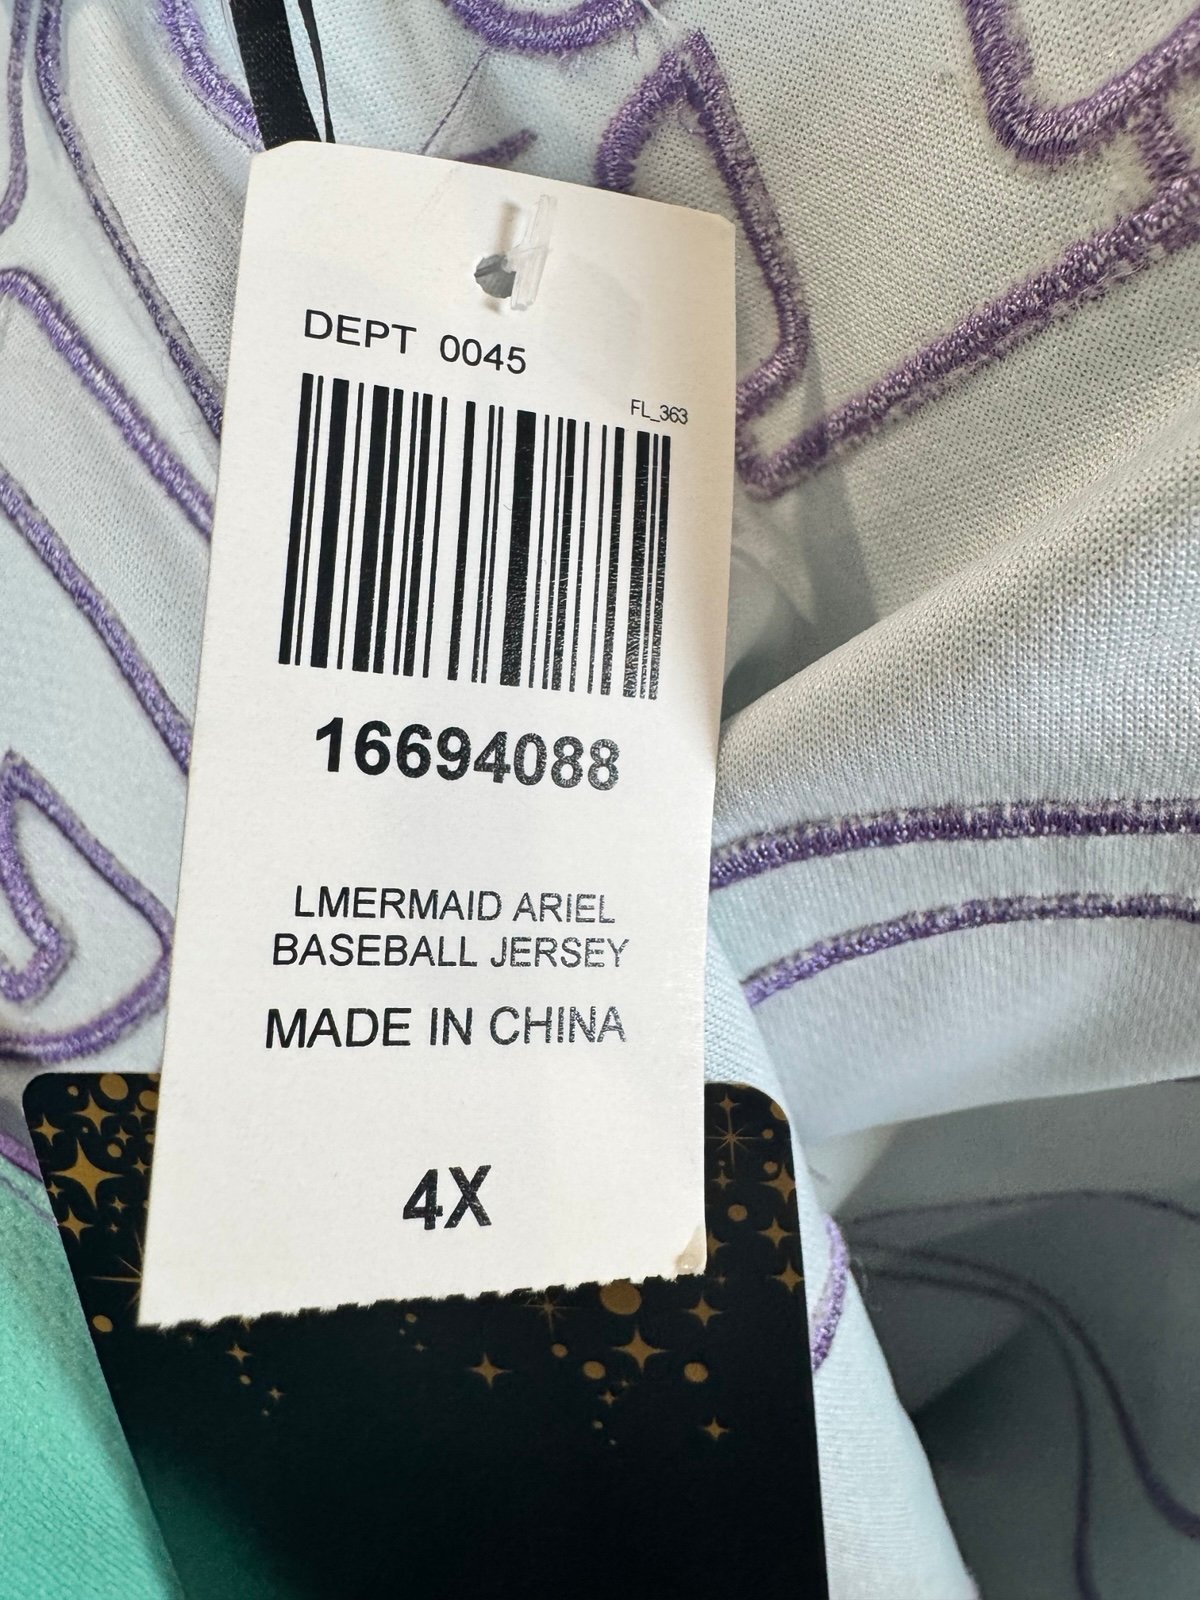 DEPT 0045
FL_363
16694088
LMERMAID ARIEL
BASEBALL JERSEY
MADE IN CHINA
4X